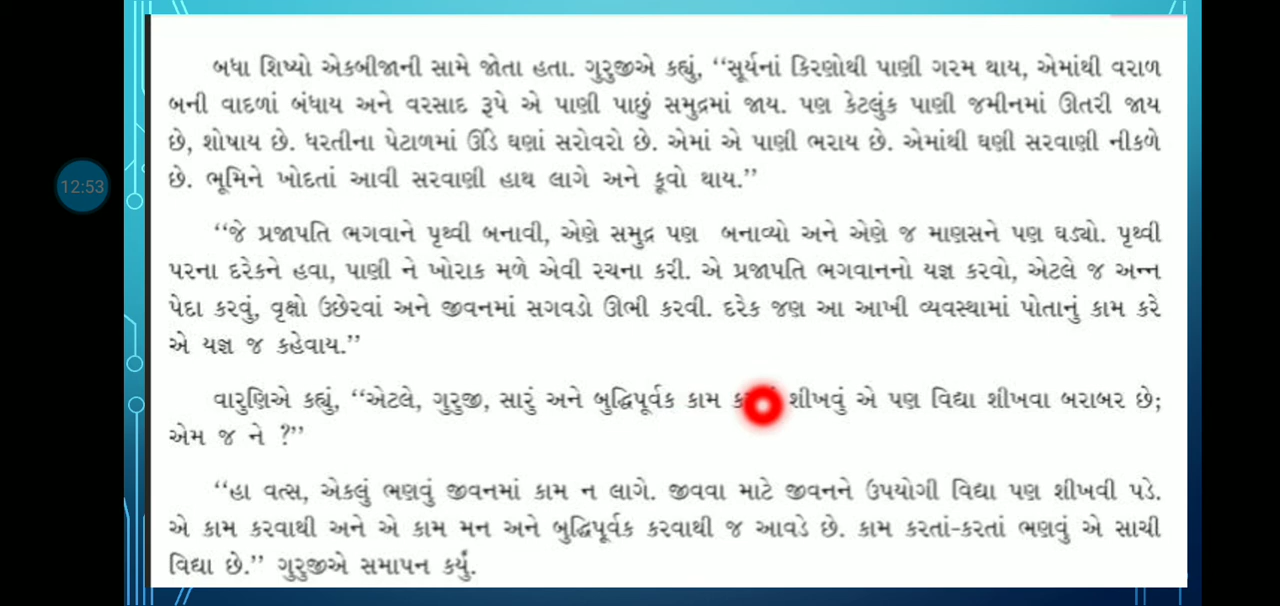 બધા શિષ્યો એકબીજાની સામે જોતા હતા. ગુરુજીએ કહ્યું, ‘‘સૂર્યનાં કિરણોથી પાણી ગરમ થાય, એમાંથી વરાળ
બની વાદળાં બંધાય અને વરસાદ રૂપે એ પાણી પાછું સમુદ્રમાં જાય. પણ કેટલુંક પાણી જમીનમાં ઊતરી જાય
છે, શોષાય છે. ધરતીના પેટાળમાં ઊંડે ઘણાં સરોવરો છે. એમાં એ પાણી ભરાય છે. એમાંથી ઘણી સરવાણી નીકળે
છે. ભૂમિને ખોદતાં આવી સરવાણી હાથ લાગે અને કૂવો થાય.’’
‘‘જે પ્રજાપતિ ભગવાને પૃથ્વી બનાવી, એણે સમુદ્ર પણ બનાવ્યો અને એણે જ માણસને પણ ઘડ્યો. પૃથ્વી
પરના દરેકને હવા, પાણી ને ખોરાક મળે એવી રચના કરી. એ પ્રજાપતિ ભગવાનનો યજ્ઞ કરવો, એટલે જ અન્ન
પેદા કરવું, વૃક્ષો ઉછેરવાં અને જીવનમાં સગવડો ઊભી કરવી. દરેક જણ આ આખી વ્યવસ્થામાં પોતાનું કામ કરે
એ યજ્ઞ જ કહેવાય.’’
12:53
વારુણિએ કહ્યું, ‘‘એટલે, ગુરુજી, સારું અને બુદ્ધિપૂર્વક કામ શીખવું એ પણ વિદ્યા શીખવા બરાબર છે;
એમ જ ને ?’’
‘‘હા વત્સ, એકલું ભણવું જીવનમાં કામ ન લાગે. જીવવા માટે જીવનને ઉપયોગી વિદ્યા પણ શીખવી પડે.
એ કામ કરવાથી અને એ કામ મન અને બુદ્ધિપૂર્વક કરવાથી જ આવડે છે. કામ કરતાં-કરતાં ભણવું એ સાચી
વિદ્યા છે.’’ ગુરુજીએ સમાપન કર્યું.